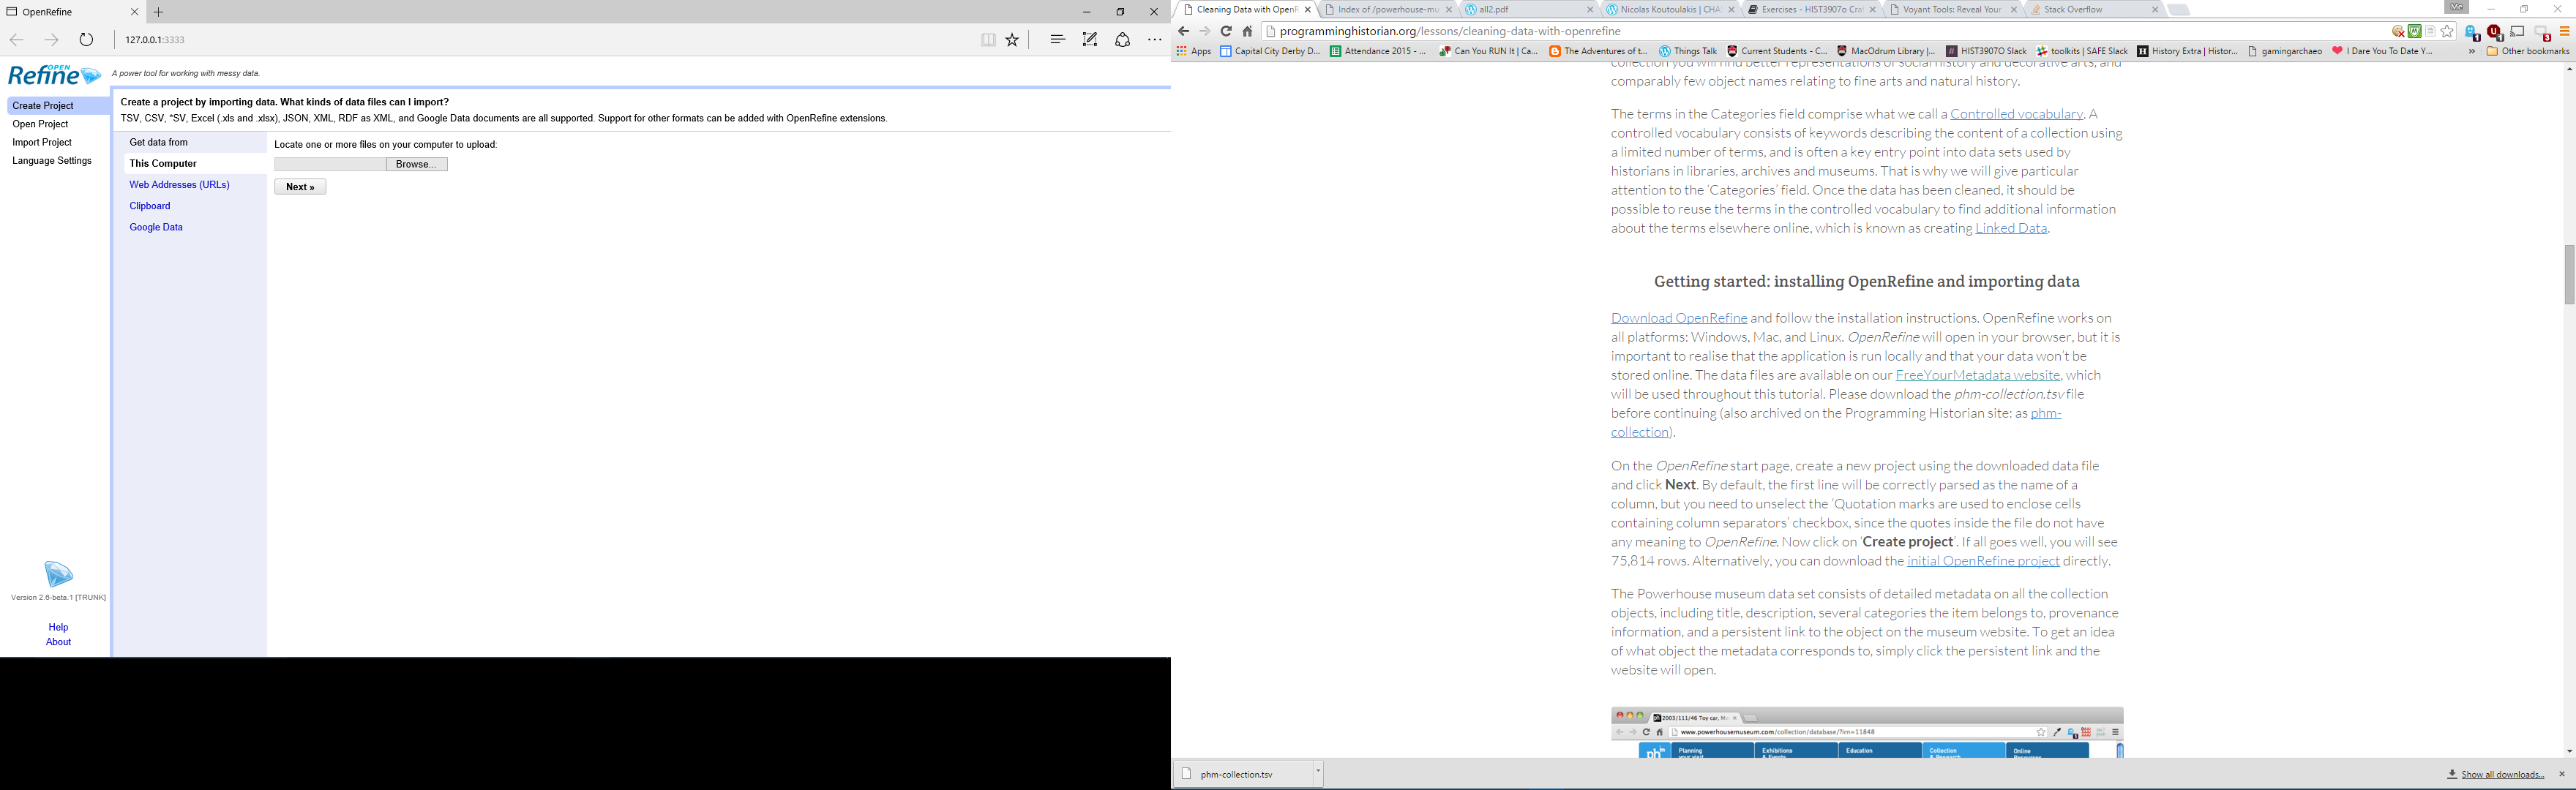 OpenRefine
127.0.0.1:3333
OPEN
Refine
A power tool for working with messy data.
Create Project
Open Project
Import Project
Language Settings
Version 2.6-beta.1 [TRUNK]
Help
About
Create a project by importing data. What kinds of data files can I import?
TSV, CSV, *SV, Excel (.xls and .xlsx), JSON, XML, RDF as XML, and Google Data documents are all supported. Support for other formats can be added with OpenRefine extensions.
Get data from
This Computer
Web Addresses (URLs)
Clipboard
Google Data
Locate one or more files on your computer to upload:
Browse...
Next »
Cleaning Data with OpenR
Index of /powerhouse-mu
all2.pdf
Nicolas Koutoulakis | CHA
Exercises - HIST3907o Cra
Voyant Tools: Reveal Your
Stack Overflow
Me
programminghistorian.org/lessons/cleaning-data-with-openrefine
Apps
Capital City Derby D...
Attendance 2015 - ...
Can You RUN It | Ca...
The Adventures of t...
Things Talk
Current Students - C...
MacOdrum Library |...
HIST3907O Slack
toolkits | SAFE Slack
History Extra | Histor...
gamingarchaeo
I Dare You To Date Y...
»
Other bookmarks
collection you will find better representations of social history and decorative arts, and
comparably few object names relating to fine arts and natural history.
The terms in the Categories field comprise what we call a Controlled vocabulary. A
controlled vocabulary consists of keywords describing the content of a collection using
a limited number of terms, and is often a key entry point into data sets used by
historians in libraries, archives and museums. That is why we will give particular
attention to the ‘Categories’ field. Once the data has been cleaned, it should be
possible to reuse the terms in the controlled vocabulary to find additional information
about the terms elsewhere online, which is known as creating Linked Data.
Getting started: installing OpenRefine and importing data
Download OpenRefine and follow the installation instructions. OpenRefine works on
all platforms: Windows, Mac, and Linux. OpenRefine will open in your browser, but it is
important to realise that the application is run locally and that your data won’t be
stored online. The data files are available on our FreeYourMetadata website, which
will be used throughout this tutorial. Please download the phm-collection.tsv file
before continuing (also archived on the Programming Historian site: as phm-
collection).
On the OpenRefine start page, create a new project using the downloaded data file
and click Next. By default, the first line will be correctly parsed as the name of a
column, but you need to unselect the ‘Quotation marks are used to enclose cells
containing column separators’ checkbox, since the quotes inside the file do not have
any meaning to OpenRefine. Now click on ‘Create project’. If all goes well, you will see
75,814 rows. Alternatively, you can download the initial OpenRefine project directly.
The Powerhouse museum data set consists of detailed metadata on all the collection
objects, including title, description, several categories the item belongs to, provenance
information, and a persistent link to the object on the museum website. To get an idea
of what object the metadata corresponds to, simply click the persistent link and the
website will open.
2003/111/46 Toy car, M
www.powerhousemuseum.com/collection/database/?irn=11848
Planning
Exhibitions
Education
Collection
Online
phm-collection.tsv
Show all downloads...